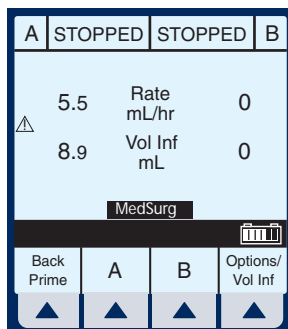 A STOPPED STOPPED B
5.5 Rate mL/hr 0
8.9 Vol Inf mL 0
MedSurg
Back Prime A B Options/ Vol Inf